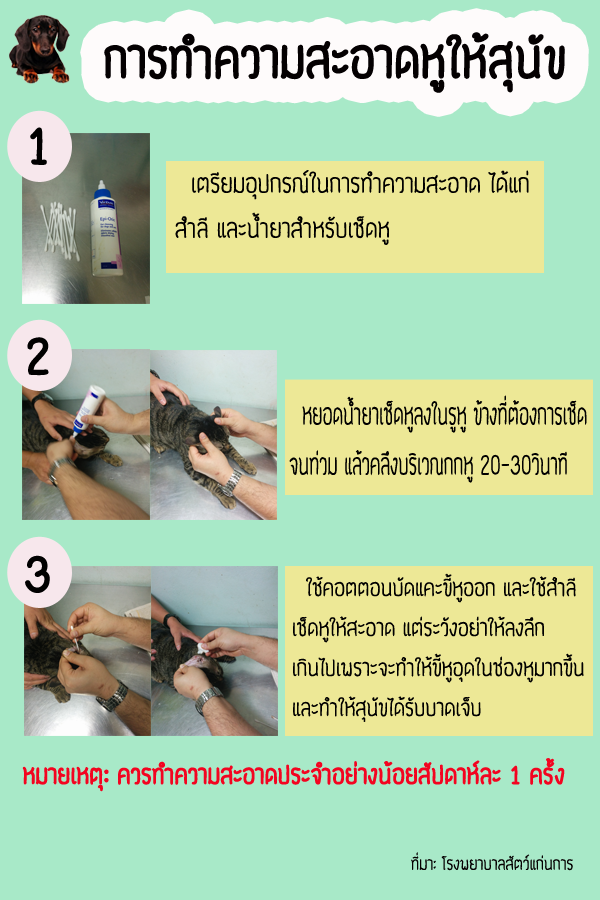 การทำความสะอาดหูให้สุนัข
1
เตรียมอุปกรณ์ในการทำความสะอาด ได้แก่
สำลี และน้ำยาสำหรับเช็ดหู
2
หยอดน้ำยาเช็ดหูลงในรูหู ข้างที่ต้องการเช็ด
จนท่วม แล้วคลึงบริเวณกกหู 20-30วินาที
3
ใช้คอตตอนบัดแคะขี้หูออก และใช้สำลี
เช็ดหูให้สะอาด แต่ระวังอย่าให้ลงลึก
เกินไปเพราะจะทำให้ขี้หูอุดในช่องหูมากขึ้น
และทำให้สุนัขได้รับบาดเจ็บ
หมายเหตุ: ควรทำความสะอาดประจำอย่างน้อยสัปดาห์ละ 1 ครั้ง
ที่มา: โรงพยาบาลสัตว์แก่นการ